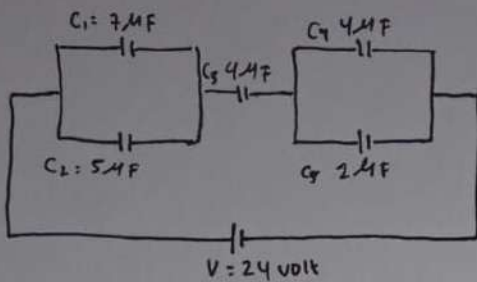 C₁ = 7 μF
C₂ = 5 μF
C₃ 4 μF
C₄ 4 μF
C₅ 2 μF
V = 24 volt